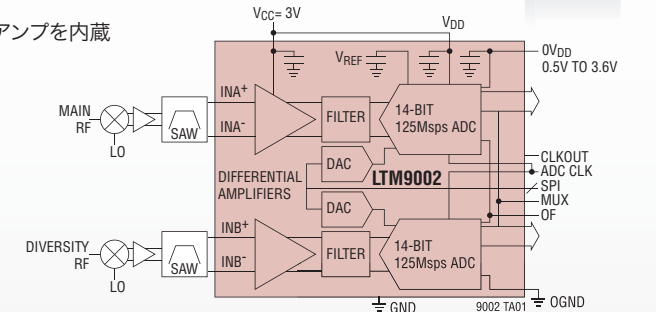 アンプを内蔵
VCC= 3V
VDD
VREF
0VDD
0.5V TO 3.6V
INA+
INA-
MAIN
RF
LO
SAW
FILTER
14-BIT
125Msps ADC
DAC
DIFFERENTIAL
AMPLIFIERS
LTM9002
DAC
CLKOUT
ADC CLK
SPI
MUX
OF
INB+
INB-
DIVERSITY
RF
LO
SAW
FILTER
14-BIT
125Msps ADC
GND
9002 TA01
OGND